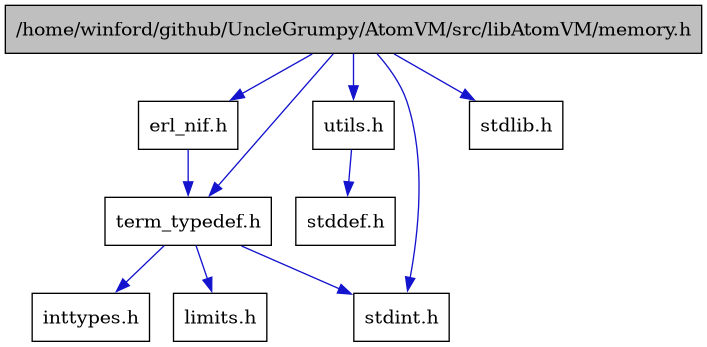 /home/winford/github/UncleGrumpy/AtomVM/src/libAtomVM/memory.h
erl_nif.h
utils.h
stdlib.h
term_typedef.h
stddef.h
inttypes.h
limits.h
stdint.h